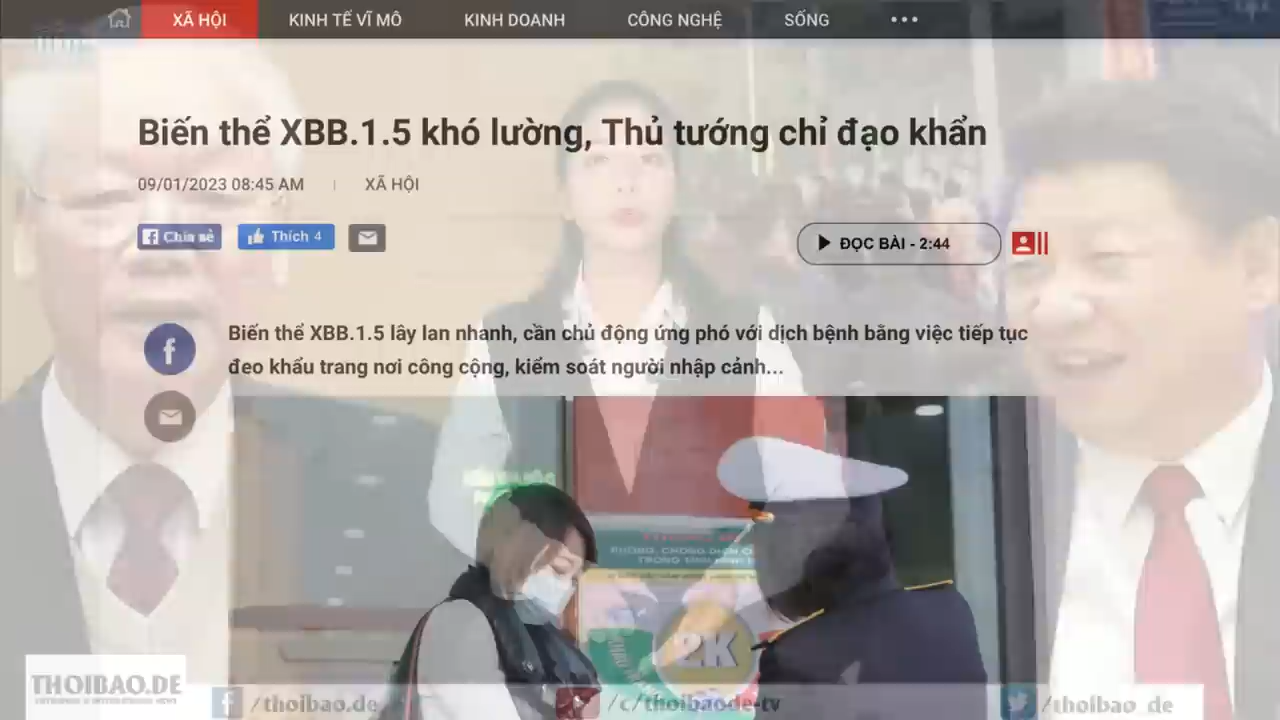 XÃ HỘI
KINH TẾ VĨ MÔ
KINH DOANH
CÔNG NGHỆ
SỐNG
Biến thể XBB.1.5 khó lường, Thủ tướng chỉ đạo khẩn
09/01/2023 08:45 AM
XÃ HỘI
Chia sẻ
Thích 4
ĐỌC BÀI - 2:44
Biến thể XBB.1.5 lây lan nhanh, cần chủ động ứng phó với dịch bệnh bằng việc tiếp tục
đeo khẩu trang nơi công cộng, kiểm soát người nhập cảnh...
PHÒNG, CHỐNG DỊCH
2K
THOIBAO.DE
/thoibao.de
/c/thoibaode-tv
/thoibao_de